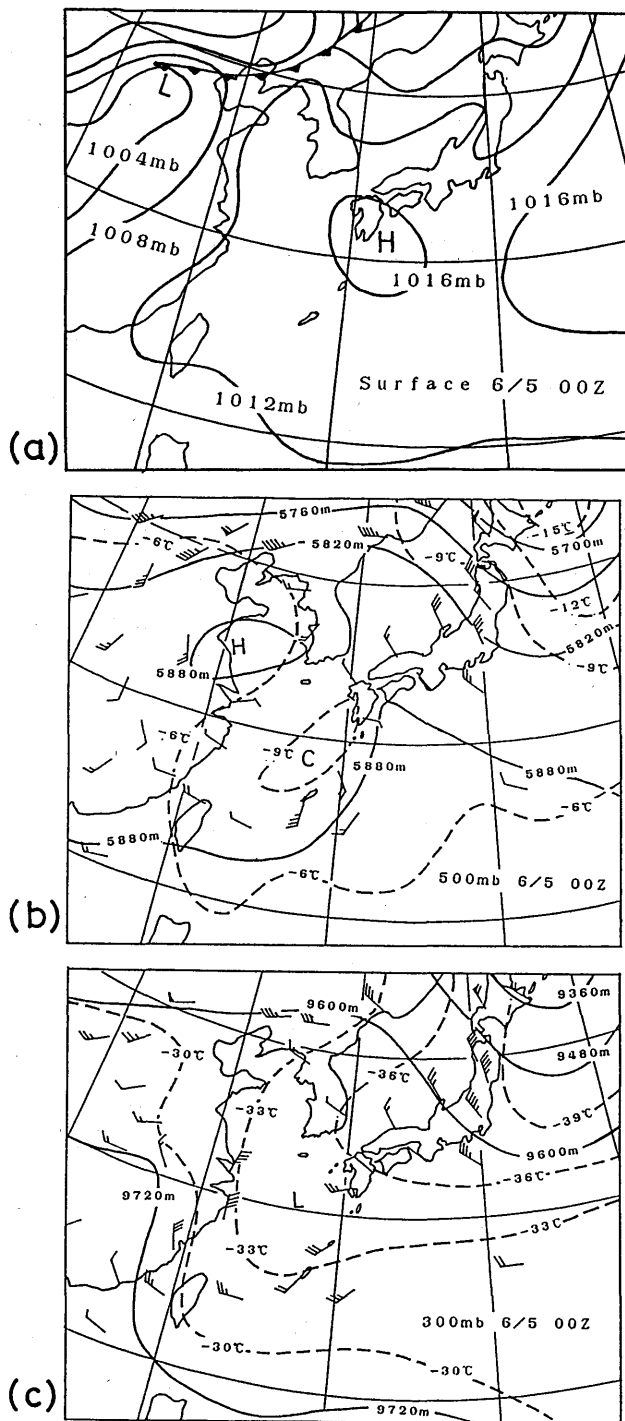 L
1004mb
1008mb
1016mb
H
1016mb
1012mb
Surface 6/5 00Z
(a)
5760m
-6℃
5820m
-9℃
-15℃
5700m
-12℃
5820m
-9℃
H
5880m
-6℃
-9℃
C
5880m
5880m
-6℃
5880m
-6℃
500mb 6/5 00Z
(b)
9600m
9360m
9480m
-30℃
-36℃
-33℃
-39℃
9600m
-36℃
9720m
L
-33℃
-33℃
-30℃
300mb 6/5 00Z
-30℃
9720m
(c)